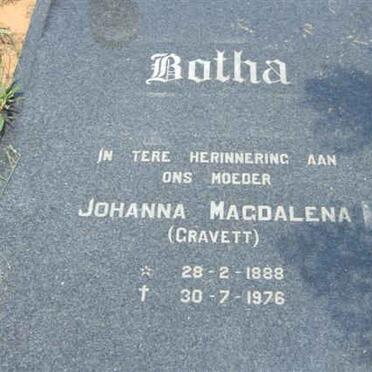 Botha
IN TERE HERINNERING AAN
ONS MOEDER
JOHANNA MAGDALENA
(GRAVETT)
☆ 28-2-1888
† 30-7-1976